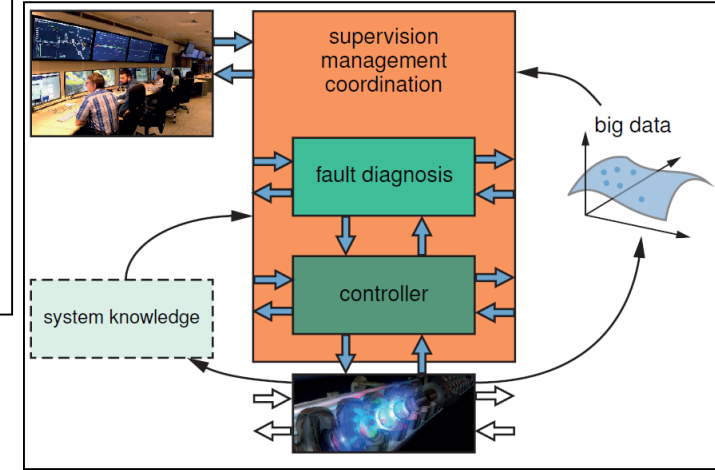 supervision
management
coordination
big data
fault diagnosis
controller
system knowledge